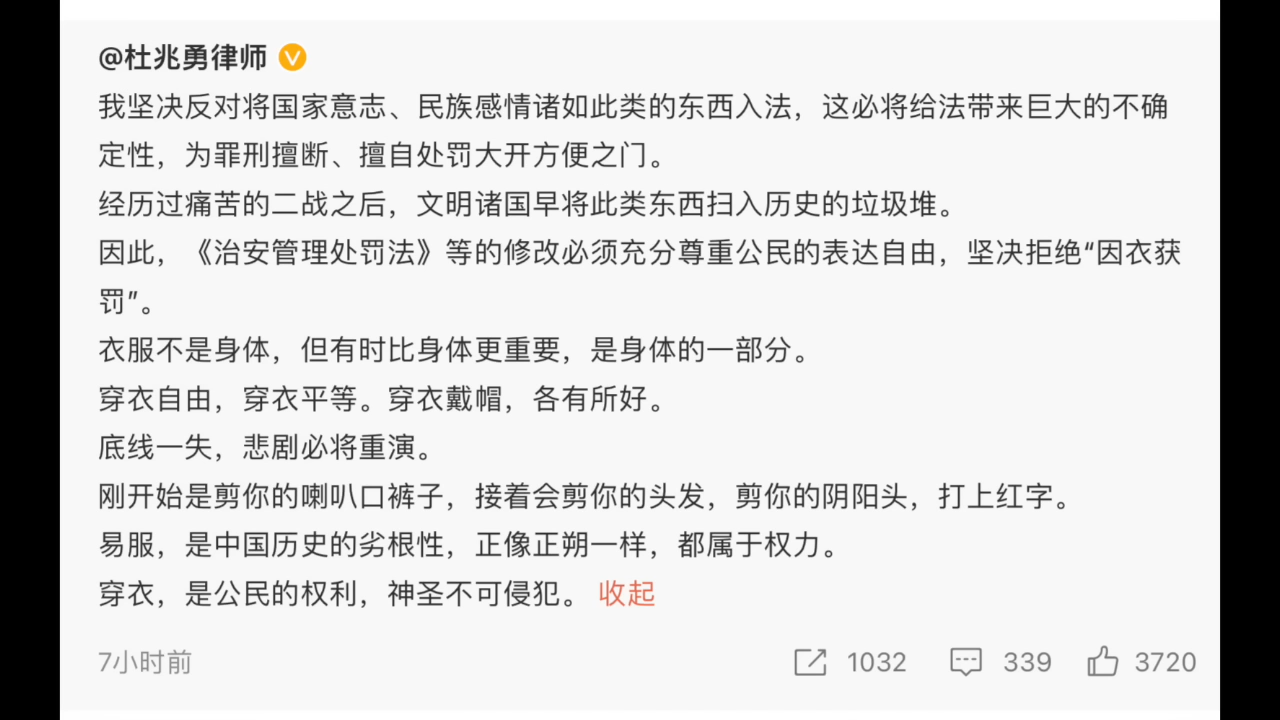 @杜兆勇律师
我坚决反对将国家意志、民族感情诸如此类的东西入法，这必将给法带来巨大的不确
定性，为罪刑擅断、擅自处罚大开方便之门。
经历过痛苦的二战之后，文明诸国早将此类东西扫入历史的垃圾堆。
因此，《治安管理处罚法》等的修改必须充分尊重公民的表达自由，坚决拒绝“因衣获
罚”。
衣服不是身体，但有时比身体更重要，是身体的一部分。
穿衣自由，穿衣平等。穿衣戴帽，各有所好。
底线一失，悲剧必将重演。
刚开始是剪你的喇叭口裤子，接着会剪你的头发，剪你的阴阳头，打上红字。
易服，是中国历史的劣根性，正像正朔一样，都属于权力。
穿衣，是公民的权利，神圣不可侵犯。 收起
7小时前 1032 339 3720